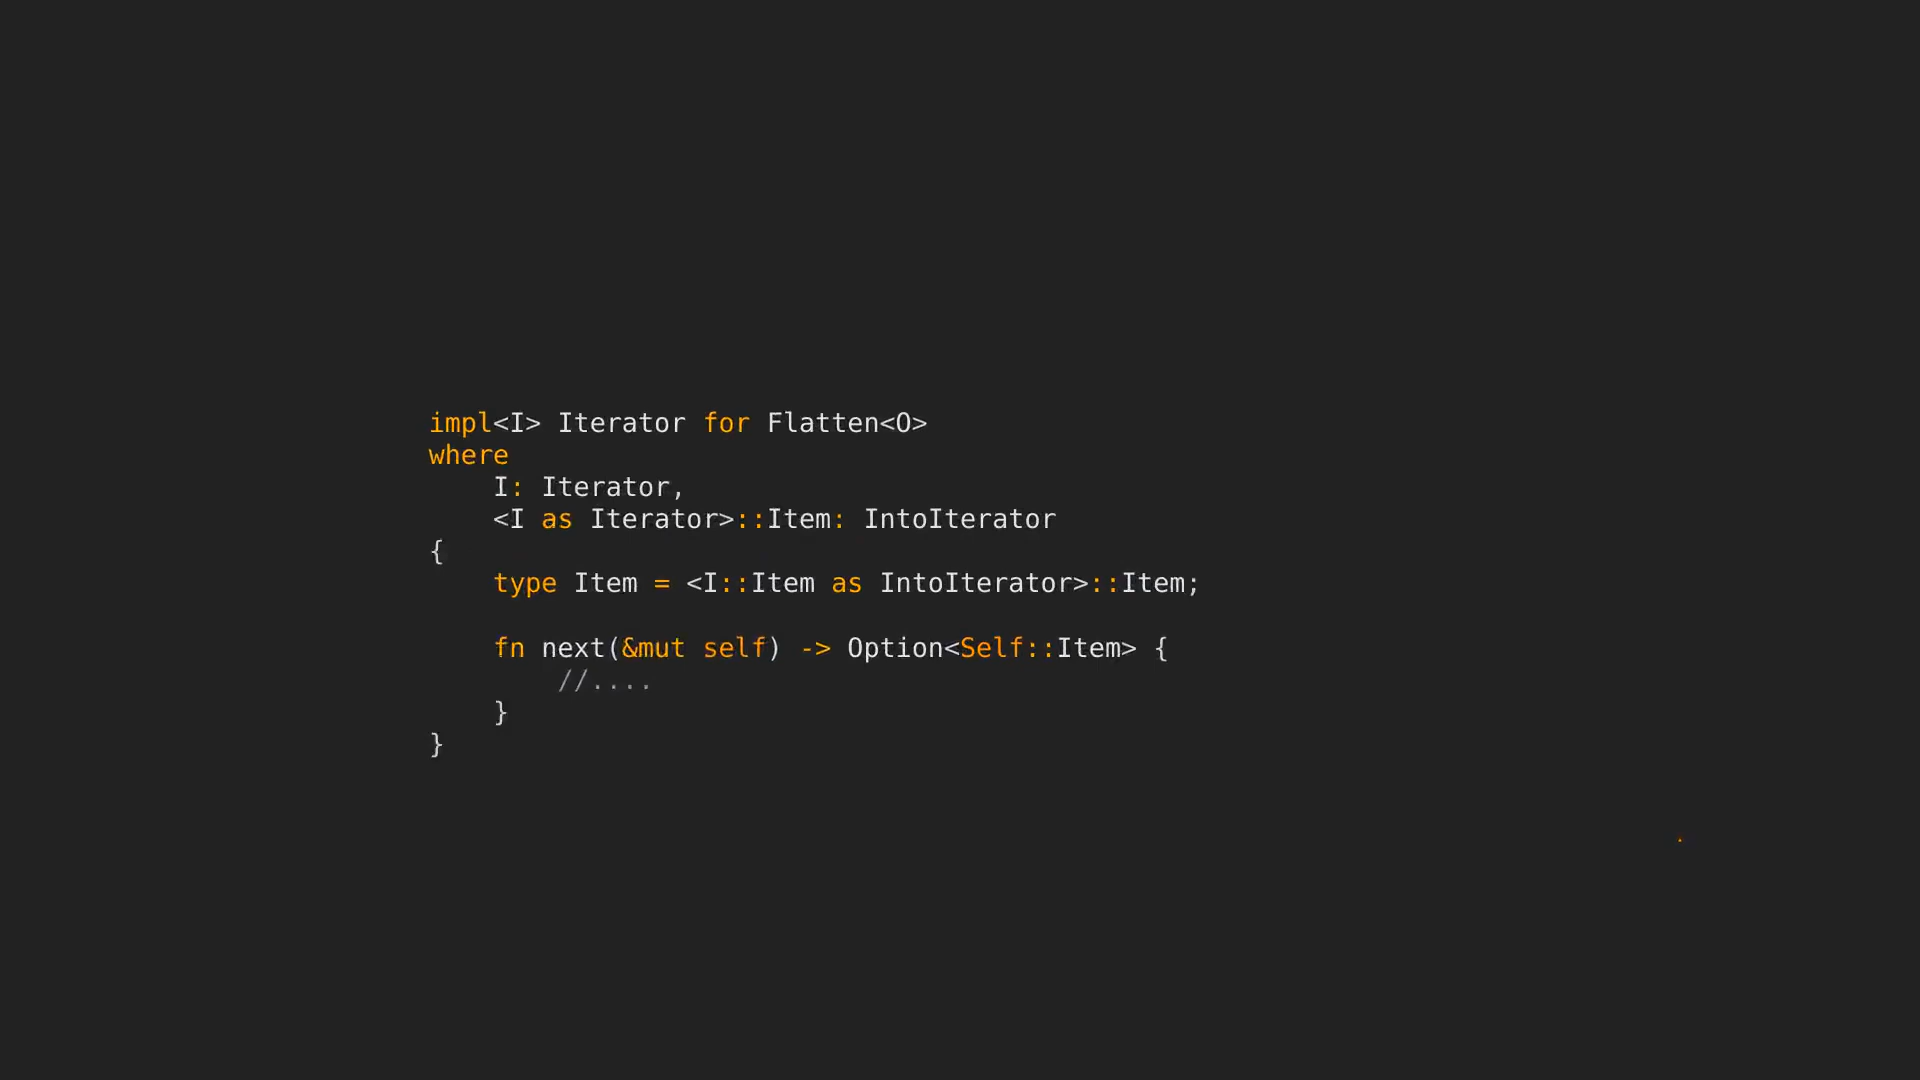 impl<I> Iterator for Flatten<O>
where
    I: Iterator,
    <I as Iterator>::Item: IntoIterator
{
    type Item = <I::Item as IntoIterator>::Item;

    fn next(&mut self) -> Option<Self::Item> {
        //....
    }
}